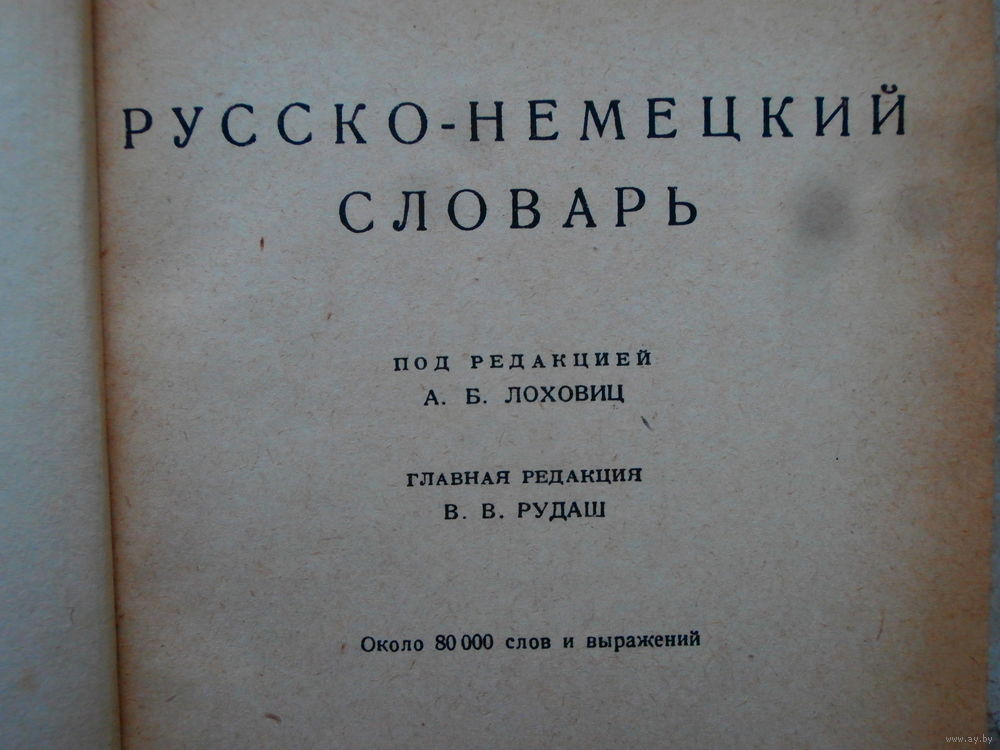 РУССКО-НЕМЕЦКИЙ
СЛОВАРЬ
ПОД РЕДАКЦИЕЙ
А. Б. ЛОХОВИЦ
ГЛАВНАЯ РЕДАКЦИЯ
В. В. РУДАШ
Около 80 000 слов и выражений
www.ay.by